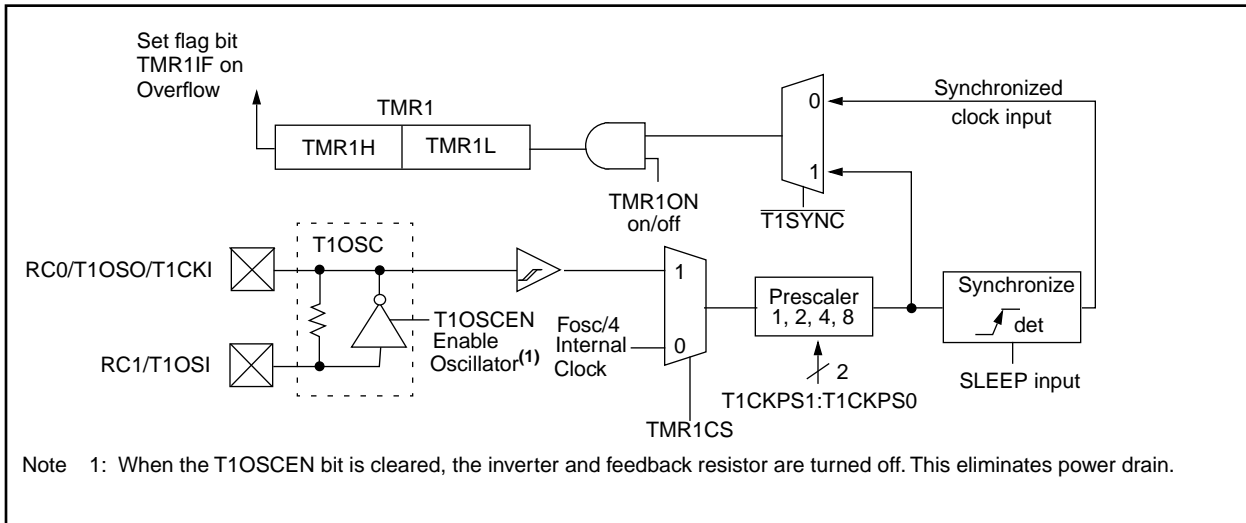 Set flag bit
TMR1IF on
Overflow
TMR1
TMR1H
TMR1L
TMR1ON
on/off
0
1
T1SYNC
Synchronized
clock input
RC0/T1OSO/T1CKI
T1OSC
RC1/T1OSI
T1OSCEN
Enable
Oscillator(1)
Fosc/4
Internal
Clock
1
0
TMR1CS
Prescaler
1, 2, 4, 8
2
T1CKPS1:T1CKPS0
Synchronize
det
SLEEP input
Note 1: When the T1OSCEN bit is cleared, the inverter and feedback resistor are turned off. This eliminates power drain.